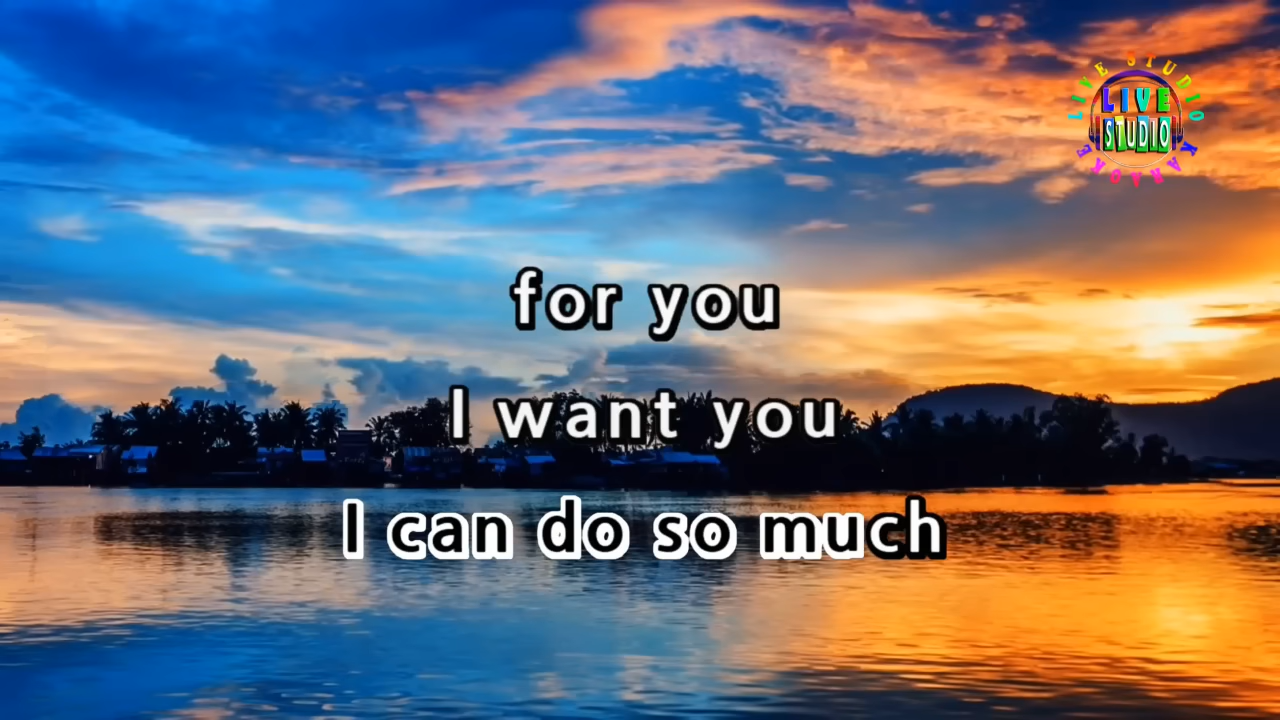 LIVE STUDIO
LIVE
STUDIO
KARAOKE
for you
I want you
I can do so much